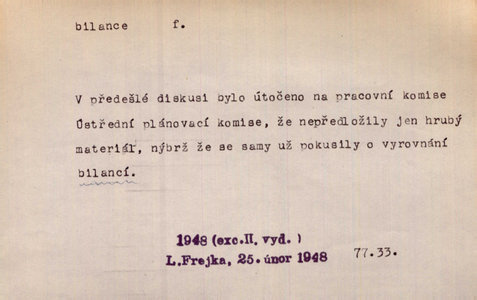 bilance f.
V předešlé diskusi bylo útočeno na pracovní komise
Ústřední plánovací komise, že nepředložily jen hrubý
materiál, nýbrž že se samy už pokusily o vyrovnání
bilancí.
1948 (exc.II. vyd. )
L.Frejka, 25. únor 1948
77.33.